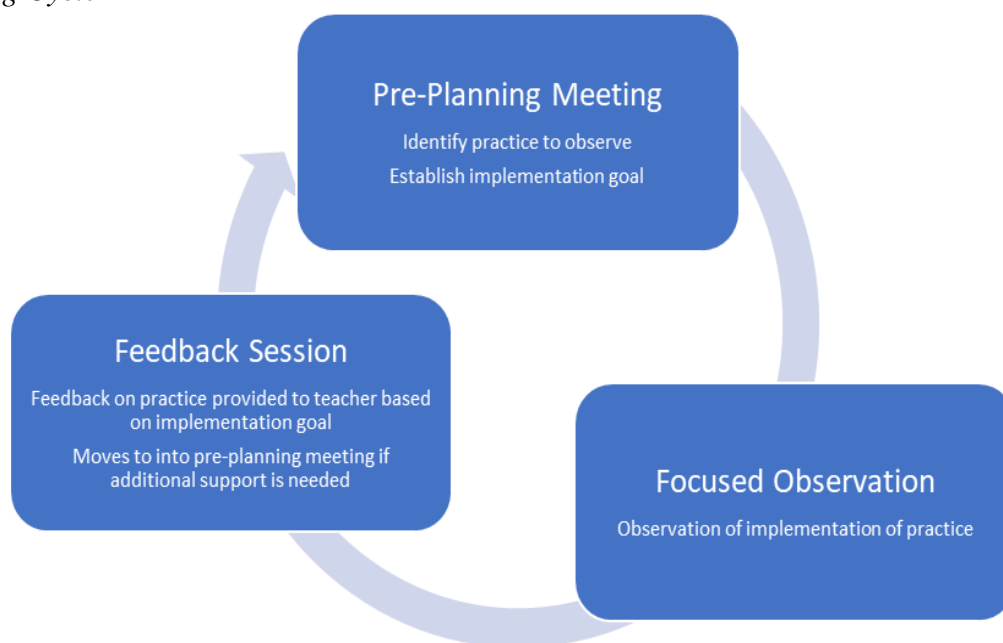 Pre-Planning Meeting
Identify practice to observe
Establish implementation goal
Feedback Session
Feedback on practice provided to teacher based
on implementation goal
Moves to into pre-planning meeting if
additional support is needed
Focused Observation
Observation of implementation of practice